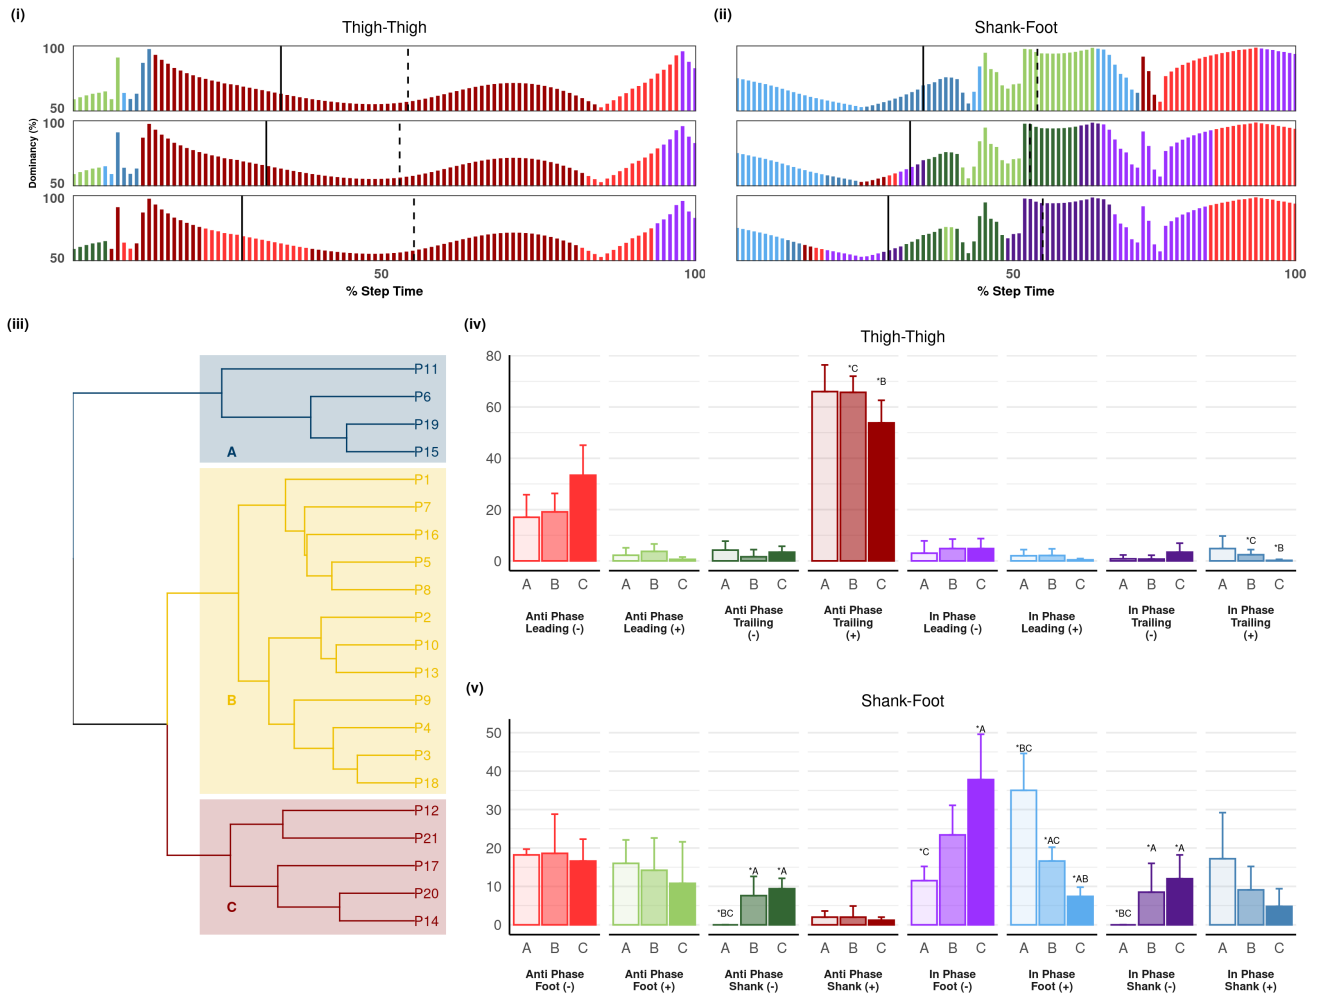 (i)
Thigh-Thigh
(ii)
Shank-Foot
Dominancy (%)
100
50
100
50
100
50
50
100
% Step Time
50
100
% Step Time
(iii)
P11
P6
P19
P15
A
P1
P7
P16
P5
P8
P2
P10
P13
P9
B
P4
P3
P18
P12
P21
P17
P20
C
P14
(iv)
Thigh-Thigh
80
60
40
20
0
*C
*B
*C
*B
A B C A B C A B C A B C A B C A B C A B C A B C
Anti Phase
Leading (-)
Anti Phase
Leading (+)
Anti Phase
Trailing
(-)
Anti Phase
Trailing
(+)
In Phase
Leading (-)
In Phase
Leading (+)
In Phase
Trailing
(-)
In Phase
Trailing
(+)
(v)
Shank-Foot
50
40
30
20
10
0
*BC
*A
*A
*C
*A
*BC
*AC
*AB
*BC
*A
*A
A B C A B C A B C A B C A B C A B C A B C A B C
Anti Phase
Foot (-)
Anti Phase
Foot (+)
Anti Phase
Shank (-)
Anti Phase
Shank (+)
In Phase
Foot (-)
In Phase
Foot (+)
In Phase
Shank (-)
In Phase
Shank (+)